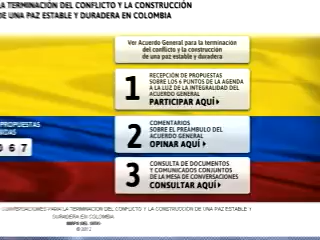 LA TERMINACIÓN DEL CONFLICTO Y LA CONSTRUCCIÓN
DE UNA PAZ ESTABLE Y DURADERA EN COLOMBIA
Ver Acuerdo General para la terminación
del conflicto y la construcción
de una paz estable y duradera
1
RECEPCIÓN DE PROPUESTAS
SOBRE LOS 6 PUNTOS DE LA AGENDA
A LA LUZ DE LA INTEGRALIDAD DEL
ACUERDO GENERAL
PARTICIPAR AQUÍ
PROPUESTAS
BIDAS
067
2
COMENTARIOS
SOBRE EL PREÁMBULO DEL
ACUERDO GENERAL
OPINAR AQUÍ
3
CONSULTA DE DOCUMENTOS
Y COMUNICADOS CONJUNTOS
DE LA MESA DE CONVERSACIONES
CONSULTAR AQUÍ
CONVERSACIONES PARA LA TERMINACIÓN DEL CONFLICTO Y LA CONSTRUCCIÓN DE UNA PAZ ESTABLE Y
DURADERA EN COLOMBIA
© 2012